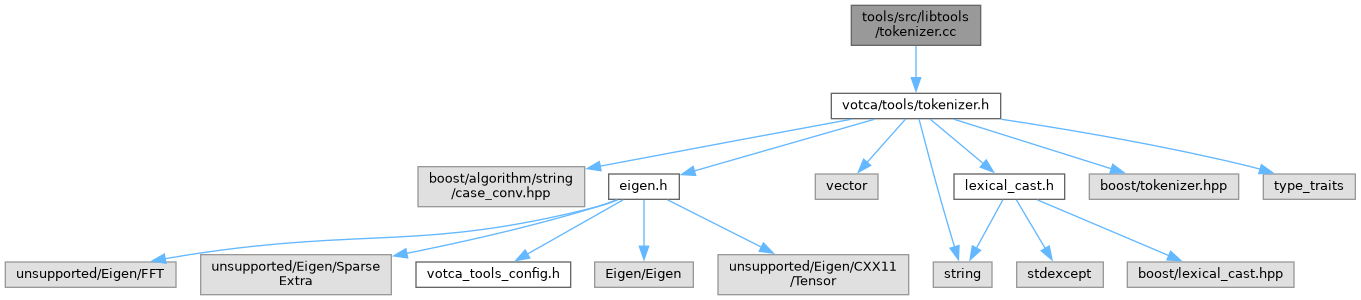 tools/src/libtools
/tokenizer.cc
votca/tools/tokenizer.h
boost/algorithm/string
/case_conv.hpp
eigen.h
vector
lexical_cast.h
boost/tokenizer.hpp
type_traits
unsupported/Eigen/FFT
unsupported/Eigen/Sparse
Extra
votca_tools_config.h
Eigen/Eigen
unsupported/Eigen/CXX11
/Tensor
string
stdexcept
boost/lexical_cast.hpp